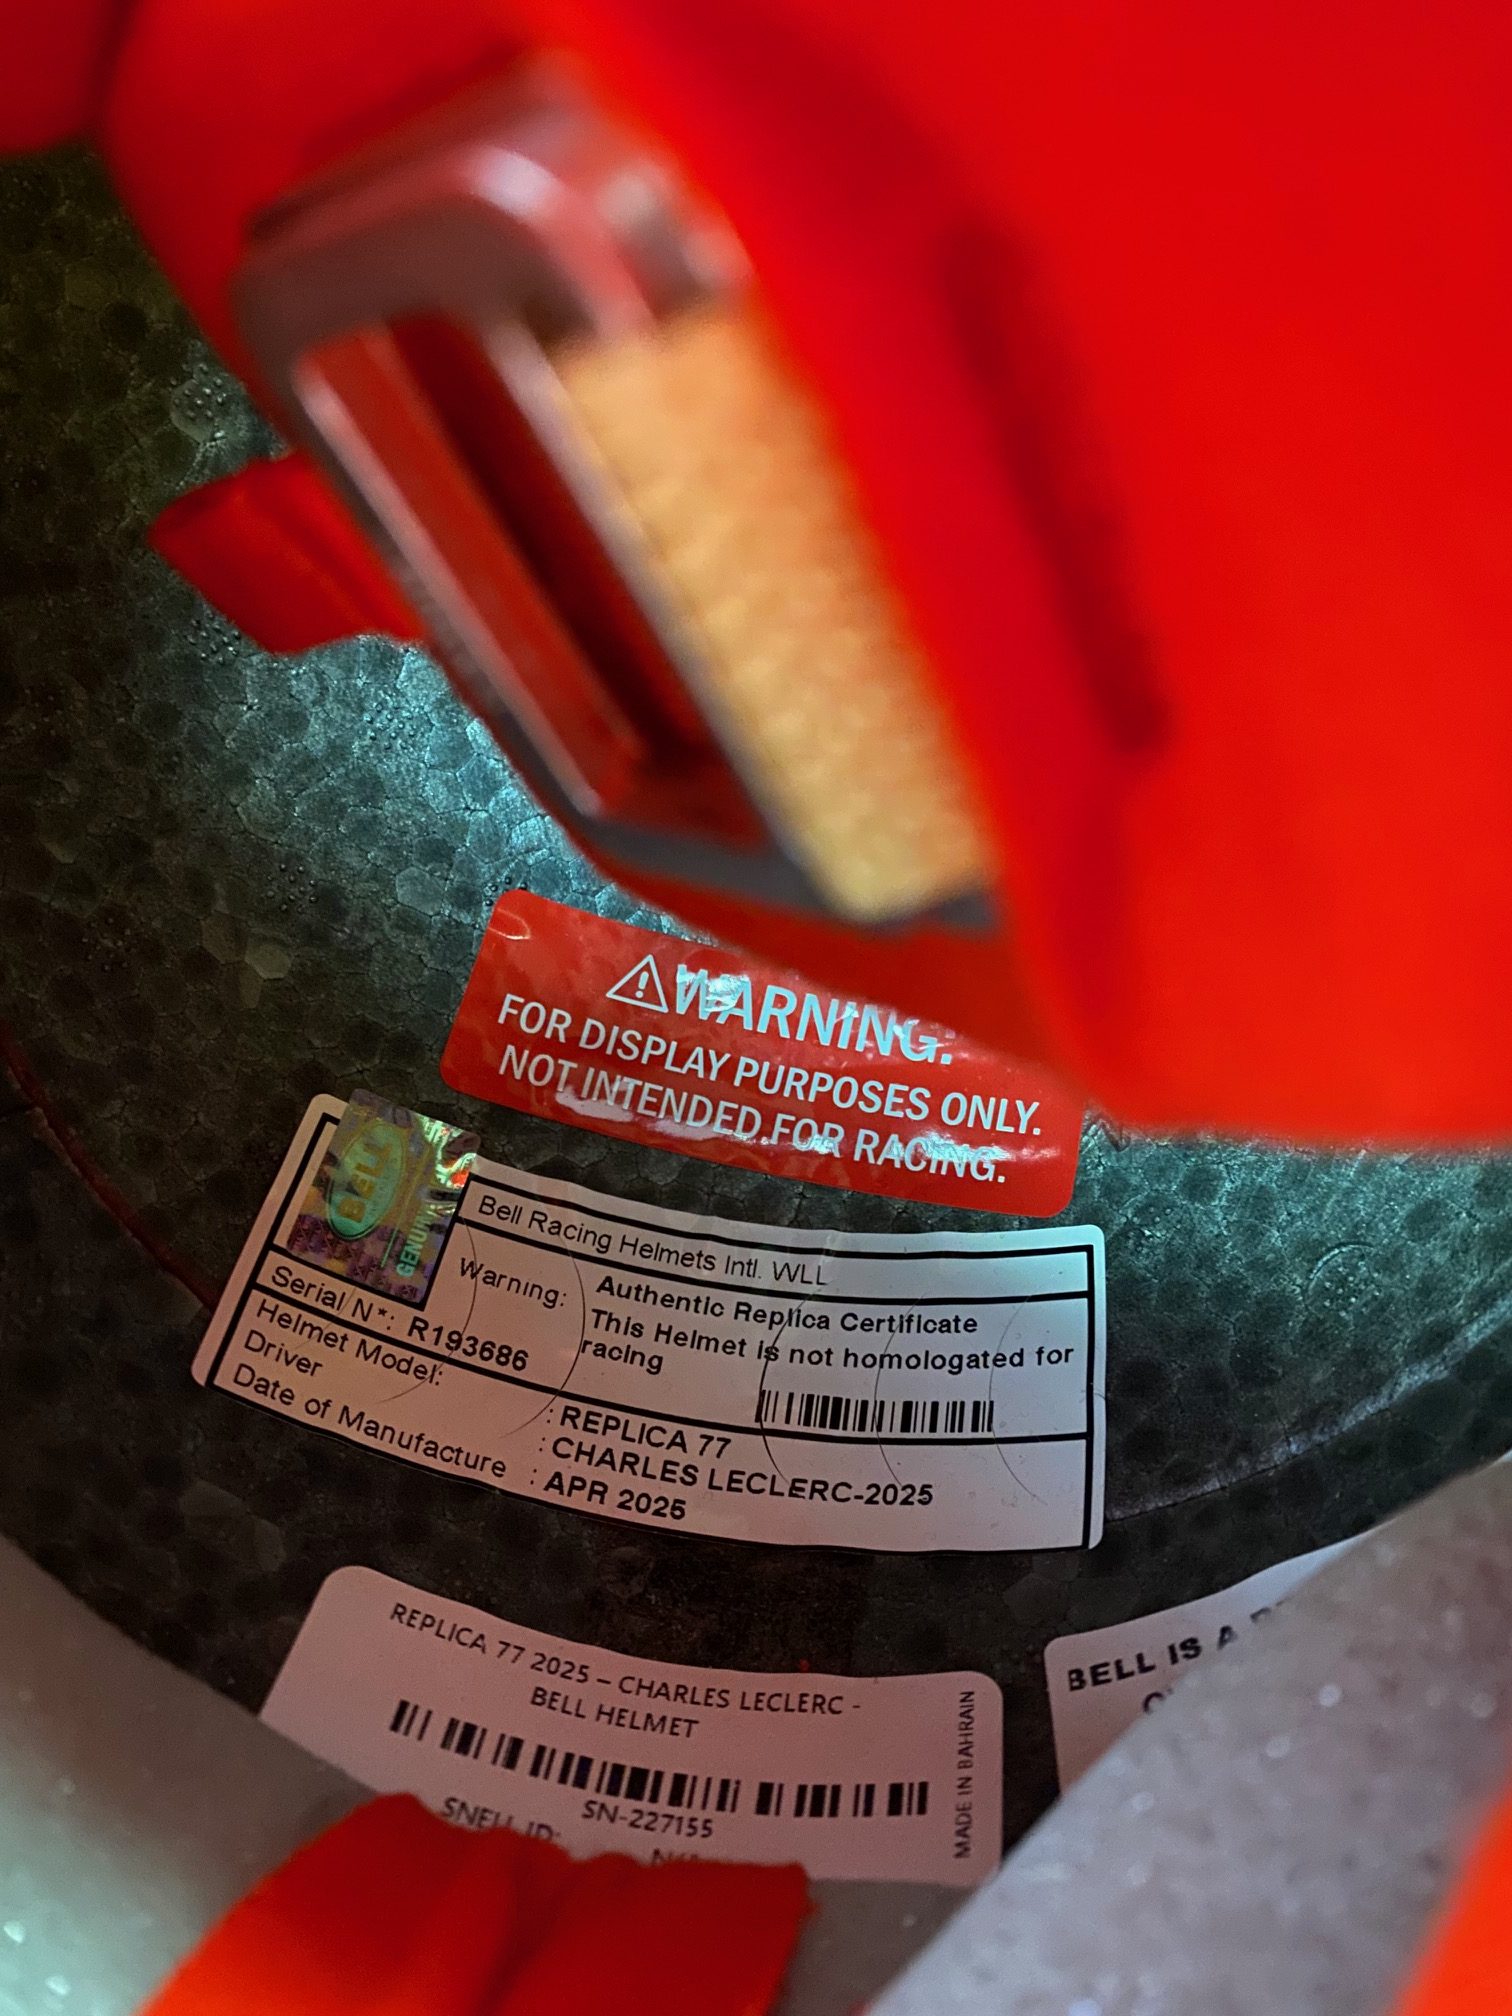 WARNING.
FOR DISPLAY PURPOSES ONLY.
NOT INTENDED FOR RACING.
BELL
GENUIN
Bell Racing Helmets Intl. WLL
Warning: Authentic Replica Certificate
This Helmet is not homologated for
racing
Serial N*: R193686
Helmet Model: : REPLICA 77
Driver : CHARLES LECLERC-2025
Date of Manufacture : APR 2025
REPLICA 77 2025 – CHARLES LECLERC -
BELL HELMET
SN-227155
SNELL ID:
MADE IN BAHRAIN
BELL IS A